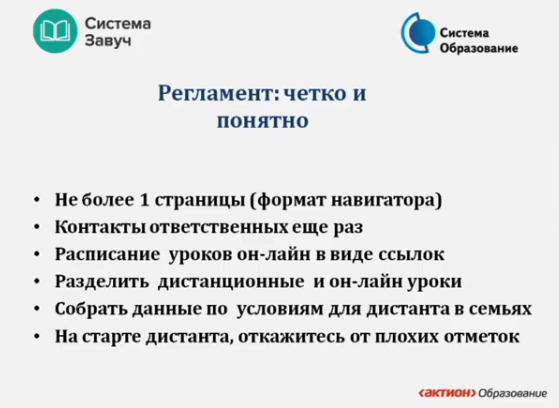 Система
Завуч
Система
Образование
Регламент: четко и
понятно
• Не более 1 страницы (формат навигатора)
• Контакты ответственных еще раз
• Расписание уроков он-лайн в виде ссылок
• Разделить дистанционные и он-лайн уроки
• Собрать данные по условиям для дистанта в семьях
• На старте дистанта, откажитесь от плохих отметок
актион Образование